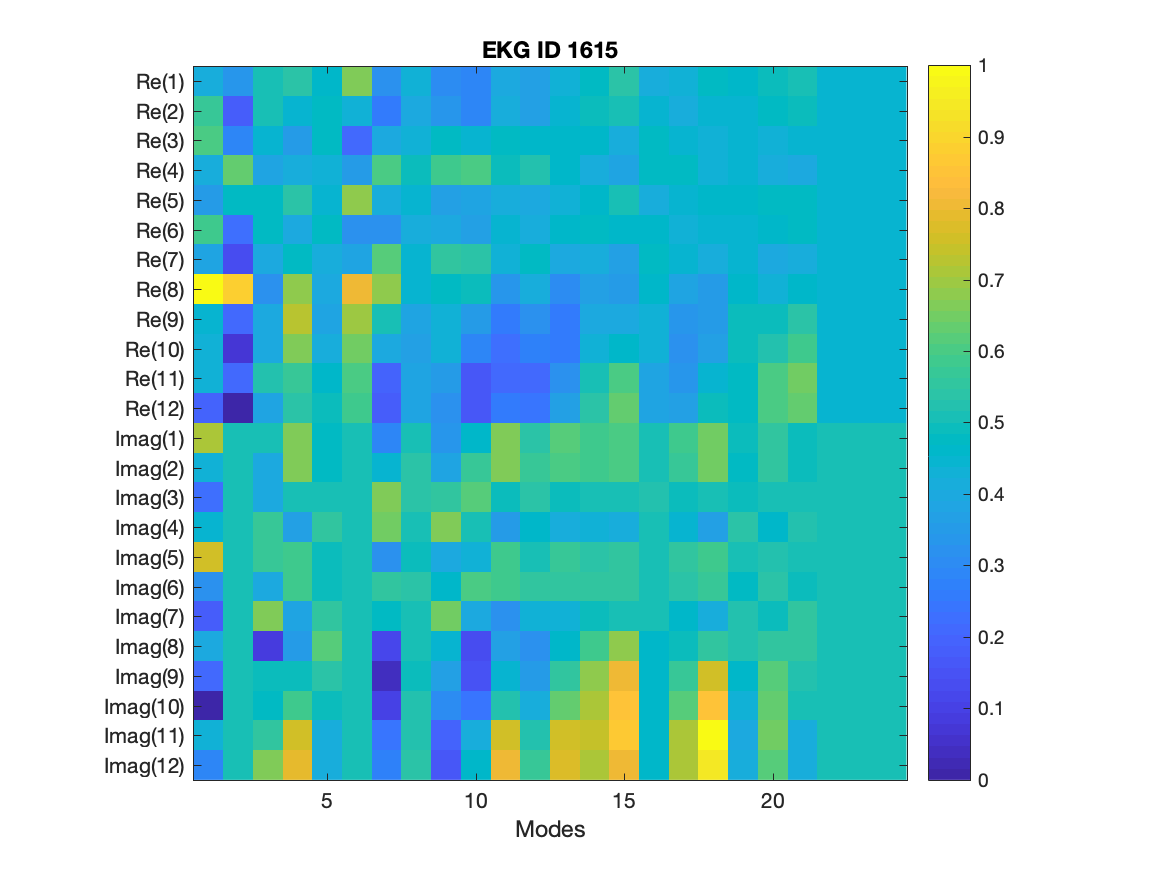 EKG ID 1615
Re(1)
Re(2)
Re(3)
Re(4)
Re(5)
Re(6)
Re(7)
Re(8)
Re(9)
Re(10)
Re(11)
Re(12)
Imag(1)
Imag(2)
Imag(3)
Imag(4)
Imag(5)
Imag(6)
Imag(7)
Imag(8)
Imag(9)
Imag(10)
Imag(11)
Imag(12)
5 10 15 20
Modes
1
0.9
0.8
0.7
0.6
0.5
0.4
0.3
0.2
0.1
0